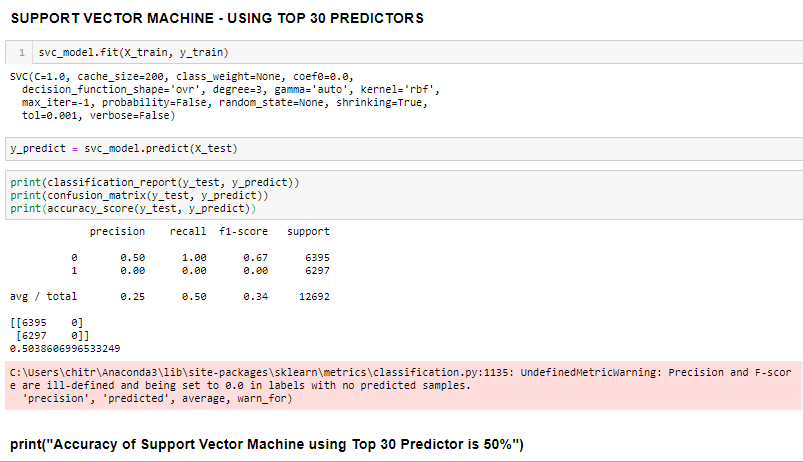 SUPPORT VECTOR MACHINE - USING TOP 30 PREDICTORS
1 svc_model.fit(X_train, y_train)
SVC(C=1.0, cache_size=200, class_weight=None, coef0=0.0,
decision_function_shape='ovr', degree=3, gamma='auto', kernel='rbf',
max_iter=-1, probability=False, random_state=None, shrinking=True,
tol=0.001, verbose=False)
y_predict = svc_model.predict(X_test)
print(classification_report(y_test, y_predict))
print(confusion_matrix(y_test, y_predict))
print(accuracy_score(y_test, y_predict))
precision recall f1-score support
0 0.50 1.00 0.67 6395
1 0.00 0.00 0.00 6297
avg / total 0.25 0.50 0.34 12692
[[6395 0]
[6297 0]]
0.5038606996533249
C:\Users\chitr\Anaconda3\lib\site-packages\sklearn\metrics\classification.py:1135: UndefinedMetricWarning: Precision and F-scor
e are ill-defined and being set to 0.0 in labels with no predicted samples.
'precision', 'predicted', average, warn_for)
print("Accuracy of Support Vector Machine using Top 30 Predictor is 50%")